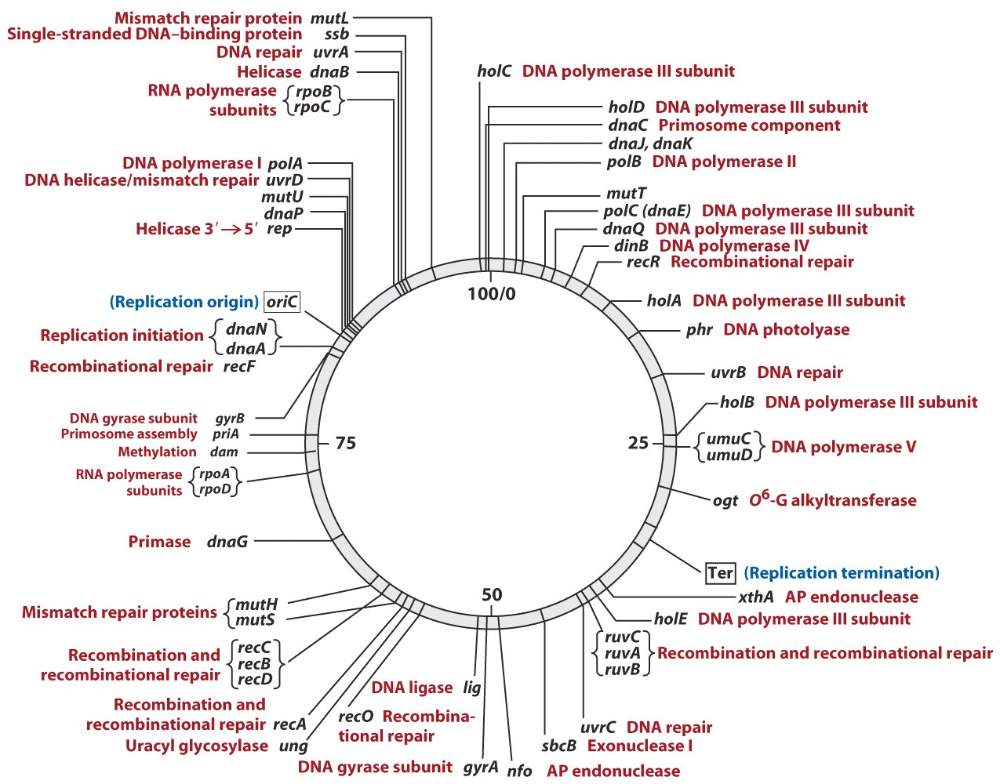 Mismatch repair protein mutL
Single-stranded DNA–binding protein ssb
DNA repair uvrA
Helicase dnaB
RNA polymerase subunits { rpoB rpoC }
holC DNA polymerase III subunit
holD DNA polymerase III subunit
dnaC Primosome component
dnaJ, dnaK
polB DNA polymerase II
mutT
polC (dnaE) DNA polymerase III subunit
dnaQ DNA polymerase III subunit
dinB DNA polymerase IV
recR Recombinational repair
holA DNA polymerase III subunit
phr DNA photolyase
uvrB DNA repair
holB DNA polymerase III subunit
umuC
umuD
DNA polymerase V
ogt O⁶-G alkyltransferase
Ter (Replication termination)
xthA AP endonuclease
holE DNA polymerase III subunit
ruvC
ruvA Recombination and recombinational repair
ruvB
uvrC DNA repair
sbcB Exonuclease I
nfo AP endonuclease
DNA polymerase I polA
DNA helicase/mismatch repair uvrD
mutU
dnaP
Helicase 3′→5′ rep
(Replication origin) oriC
Replication initiation { dnaN dnaA }
Recombinational repair recF
DNA gyrase subunit gyrB
Primosome assembly priA
Methylation dam
RNA polymerase subunits { rpoA rpoD }
Primase dnaG
Mismatch repair proteins { mutH mutS }
Recombination and
recombinational repair
recC
recB
recD
Recombination and
recombinational repair recA
Uracyl glycosylase ung
recO Recombina-
tional repair
DNA ligase lig
DNA gyrase subunit gyrA
100/0
25
50
75